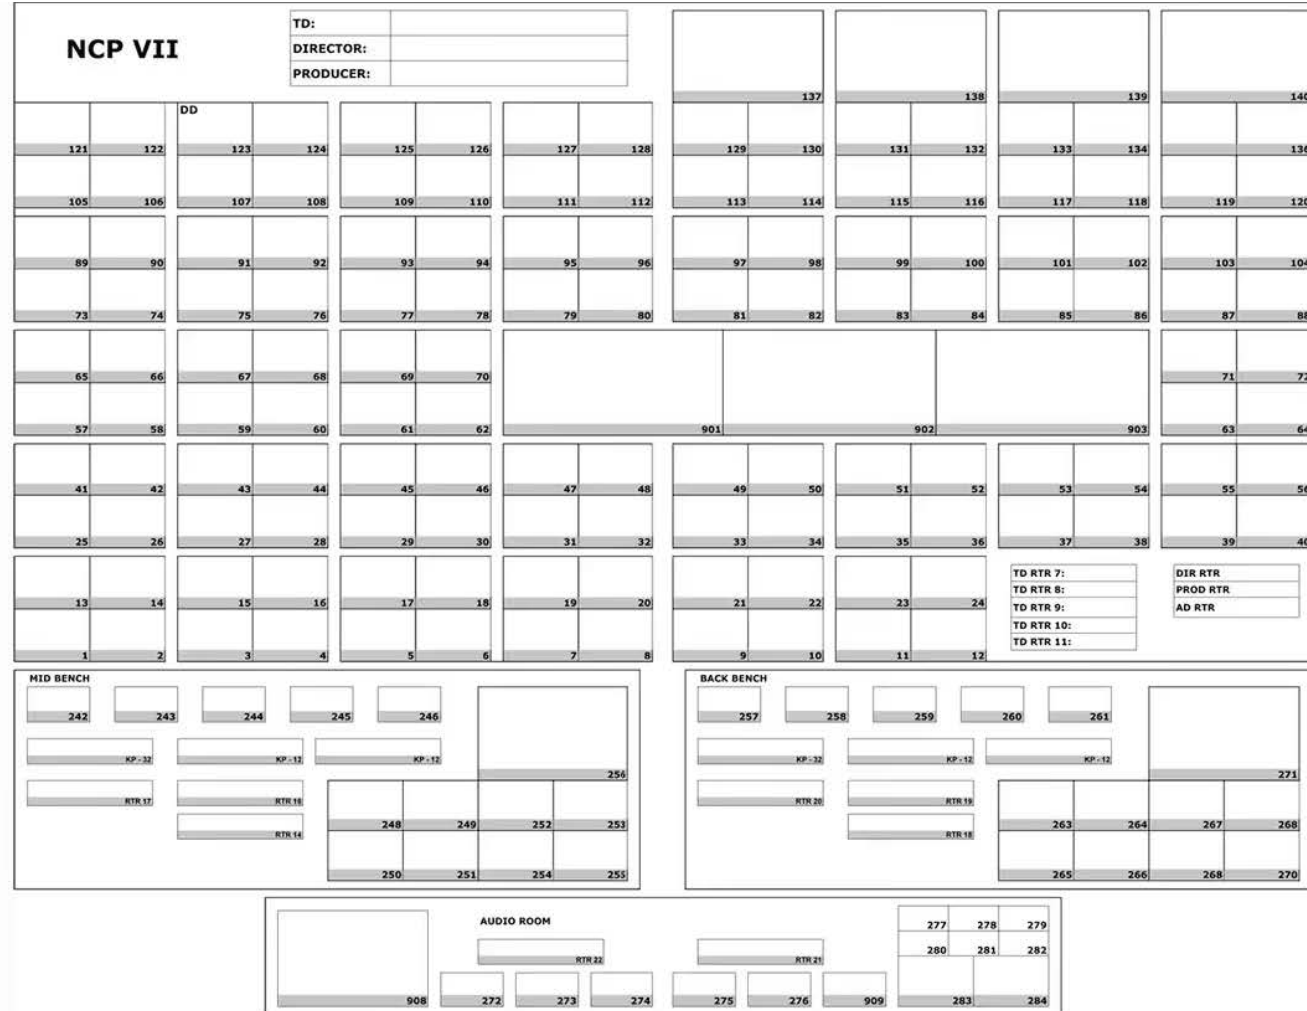 NCP VII
TD:
DIRECTOR:
PRODUCER:
137 138 139 140
DD
121 122 123 124 125 126 127 128 129 130 131 132 133 134 136
105 106 107 108 109 110 111 112 113 114 115 116 117 118 119 120
89 90 91 92 93 94 95 96 97 98 99 100 101 102 103 104
73 74 75 76 77 78 79 80 81 82 83 84 85 86 87 88
65 66 67 68 69 70 71 72
57 58 59 60 61 62 901 902 903 63 64
41 42 43 44 45 46 47 48 49 50 51 52 53 54 55 56
25 26 27 28 29 30 31 32 33 34 35 36 37 38 39 40
13 14 15 16 17 18 19 20 21 22 23 24
1 2 3 4 5 6 7 8 9 10 11 12
TD RTR 7:
TD RTR 8:
TD RTR 9:
TD RTR 10:
TD RTR 11:
DIR RTR
PROD RTR
AD RTR
MID BENCH
242 243 244 245 246
KP - 32 KP - 12 KP - 12
256
RTR 17 RTR 16
248 249 252 253
RTR 14
250 251 254 255
BACK BENCH
257 258 259 260 261
KP - 32 KP - 12 KP - 12
271
RTR 20 RTR 19
263 264 267 268
RTR 18
265 266 268 270
AUDIO ROOM
277 278 279
280 281 282
RTR 22 RTR 21
908 272 273 274 275 276 909 283 284